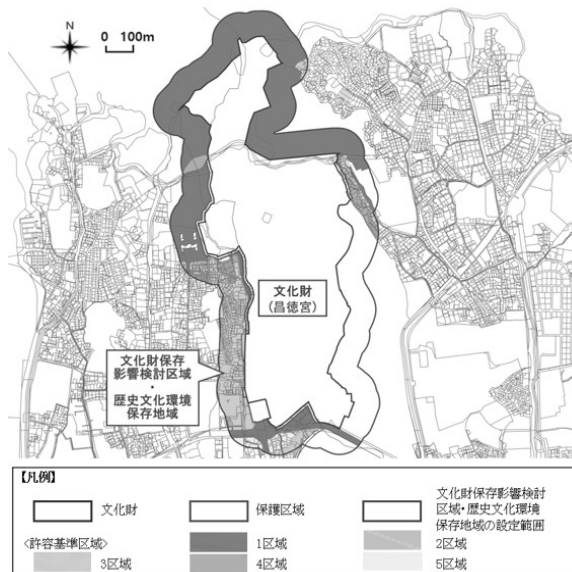 N
0 100m
文化財
(昌徳宮)
文化財保存
影響検討区域
・
歴史文化環境
保存地域
【凡例】
文化財
保護区域
文化財保存影響検討
区域・歴史文化環境
保存地域の設定範囲
<許容基準区域>
1区域
2区域
3区域
4区域
5区域